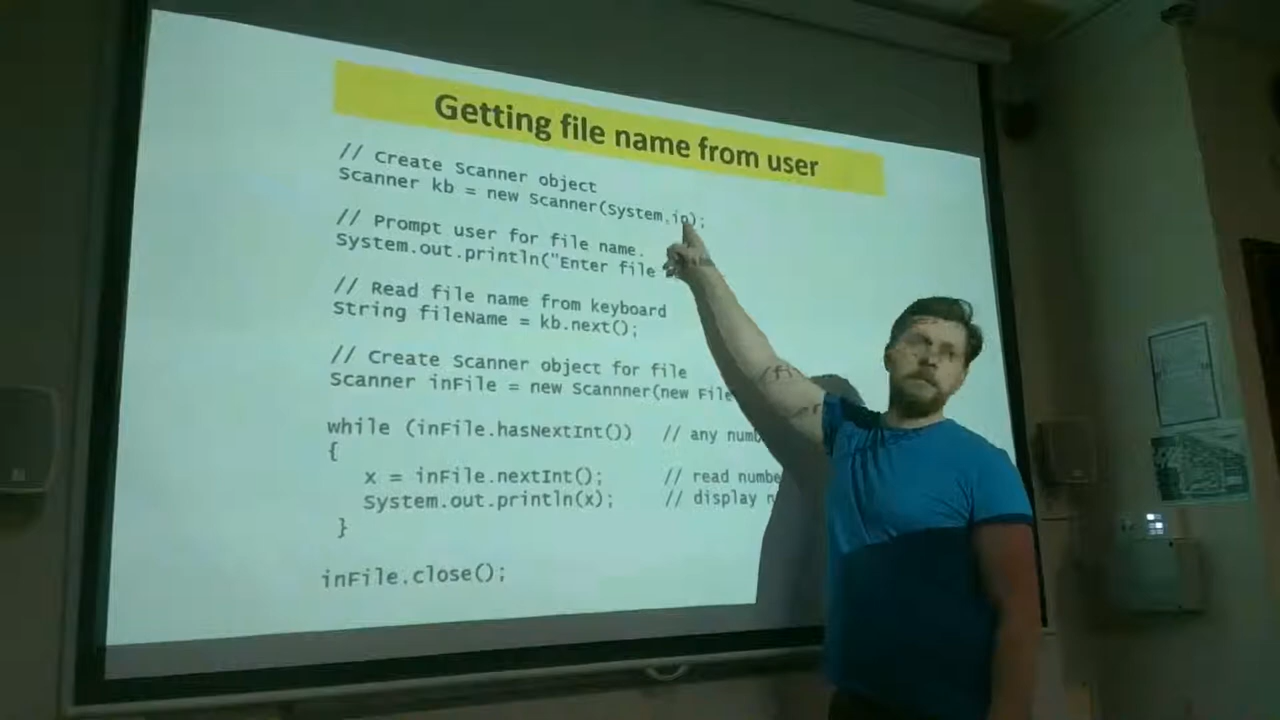 Getting file name from user
// Create Scanner object
Scanner kb = new Scanner(System.in);
// Prompt user for file name.
System.out.println("Enter file
// Read file name from keyboard
String fileName = kb.next();
// Create Scanner object for file
Scanner inFile = new Scannner(new File
while (inFile.hasNextInt()) // any numb
{
x = inFile.nextInt(); // read numbe
System.out.println(x); // display n
}
inFile.close();